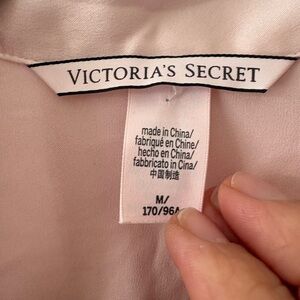 VICTORIA'S SECRET
made in China/
fabriqué en Chine/
hecho en China/
fabbricato in Cina/
中国制造
M/
170/96A